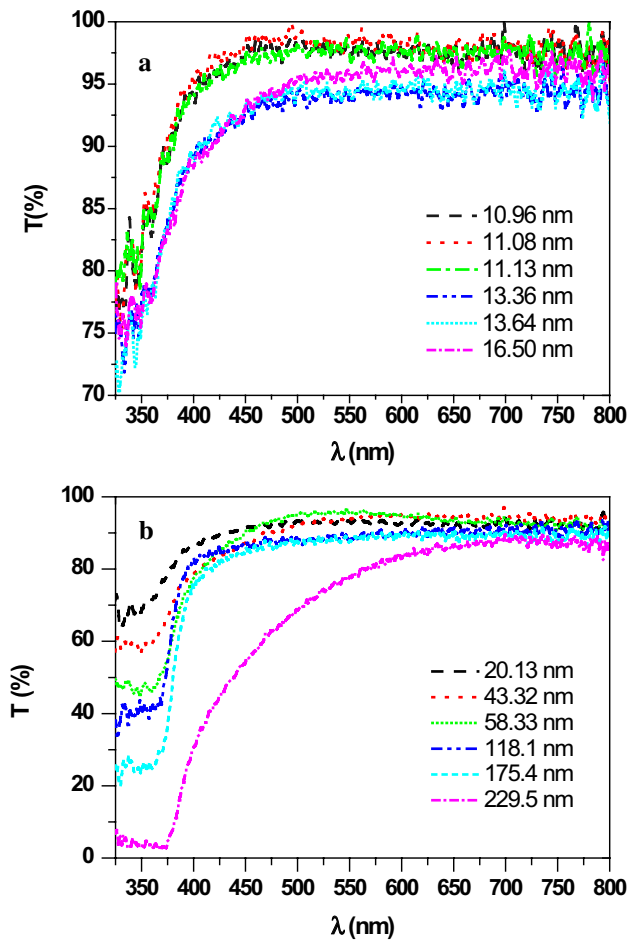 100
95
90
85
80
75
70
T(%)
a
10.96 nm
11.08 nm
11.13 nm
13.36 nm
13.64 nm
16.50 nm
350 400 450 500 550 600 650 700 750 800
λ (nm)
100
80
60
40
20
0
T (%)
b
20.13 nm
43.32 nm
58.33 nm
118.1 nm
175.4 nm
229.5 nm
350 400 450 500 550 600 650 700 750 800
λ (nm)